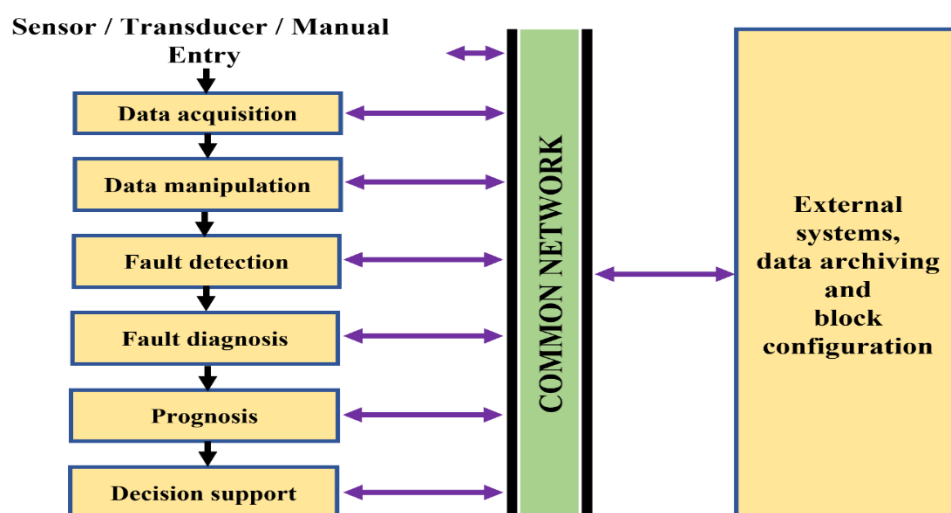 Sensor / Transducer / Manual
Entry
Data acquisition
Data manipulation
Fault detection
Fault diagnosis
Prognosis
Decision support
COMMON NETWORK
External
systems,
data archiving
and
block
configuration